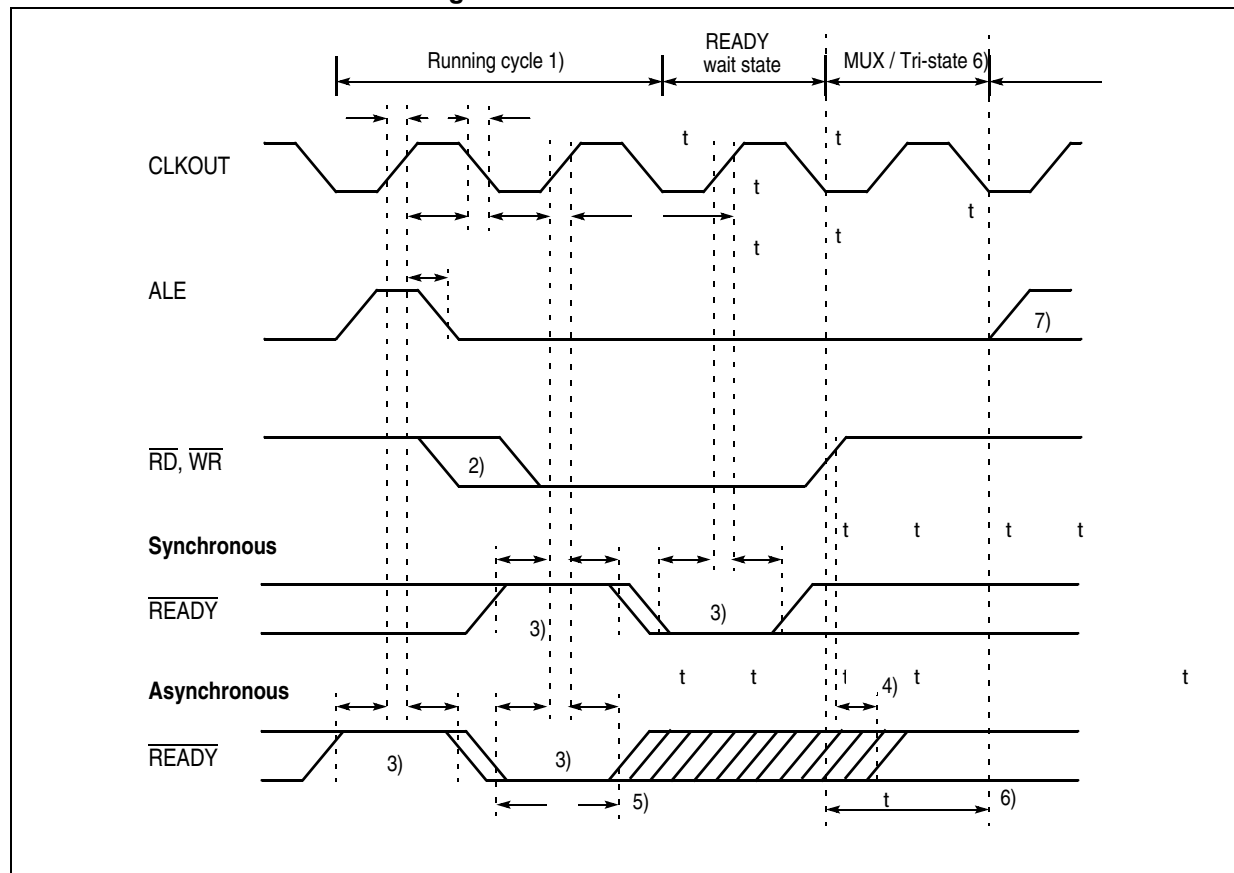 g
READY
Running cycle 1) wait state MUX / Tri-state 6)
t t
CLKOUT
t
t
t t
ALE
7)
RD, WR
2)
t t t t
Synchronous
READY
3) 3)
t t t t t
4)
Asynchronous
READY
3) 3)
5) t 6)